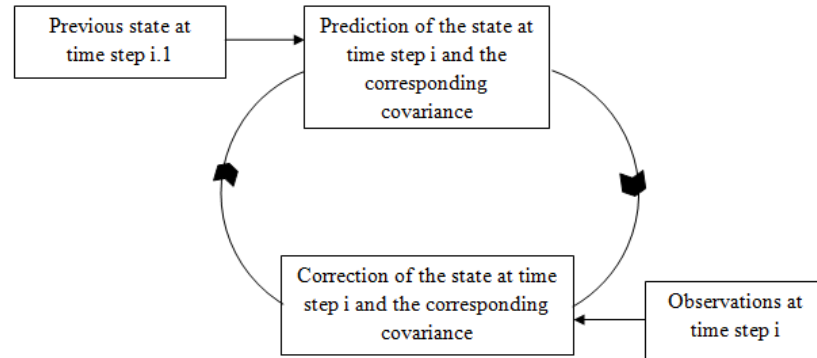 Previous state at
time step i.1
Prediction of the state at
time step i and the
corresponding
covariance
Correction of the state at time
step i and the corresponding
covariance
Observations at
time step i